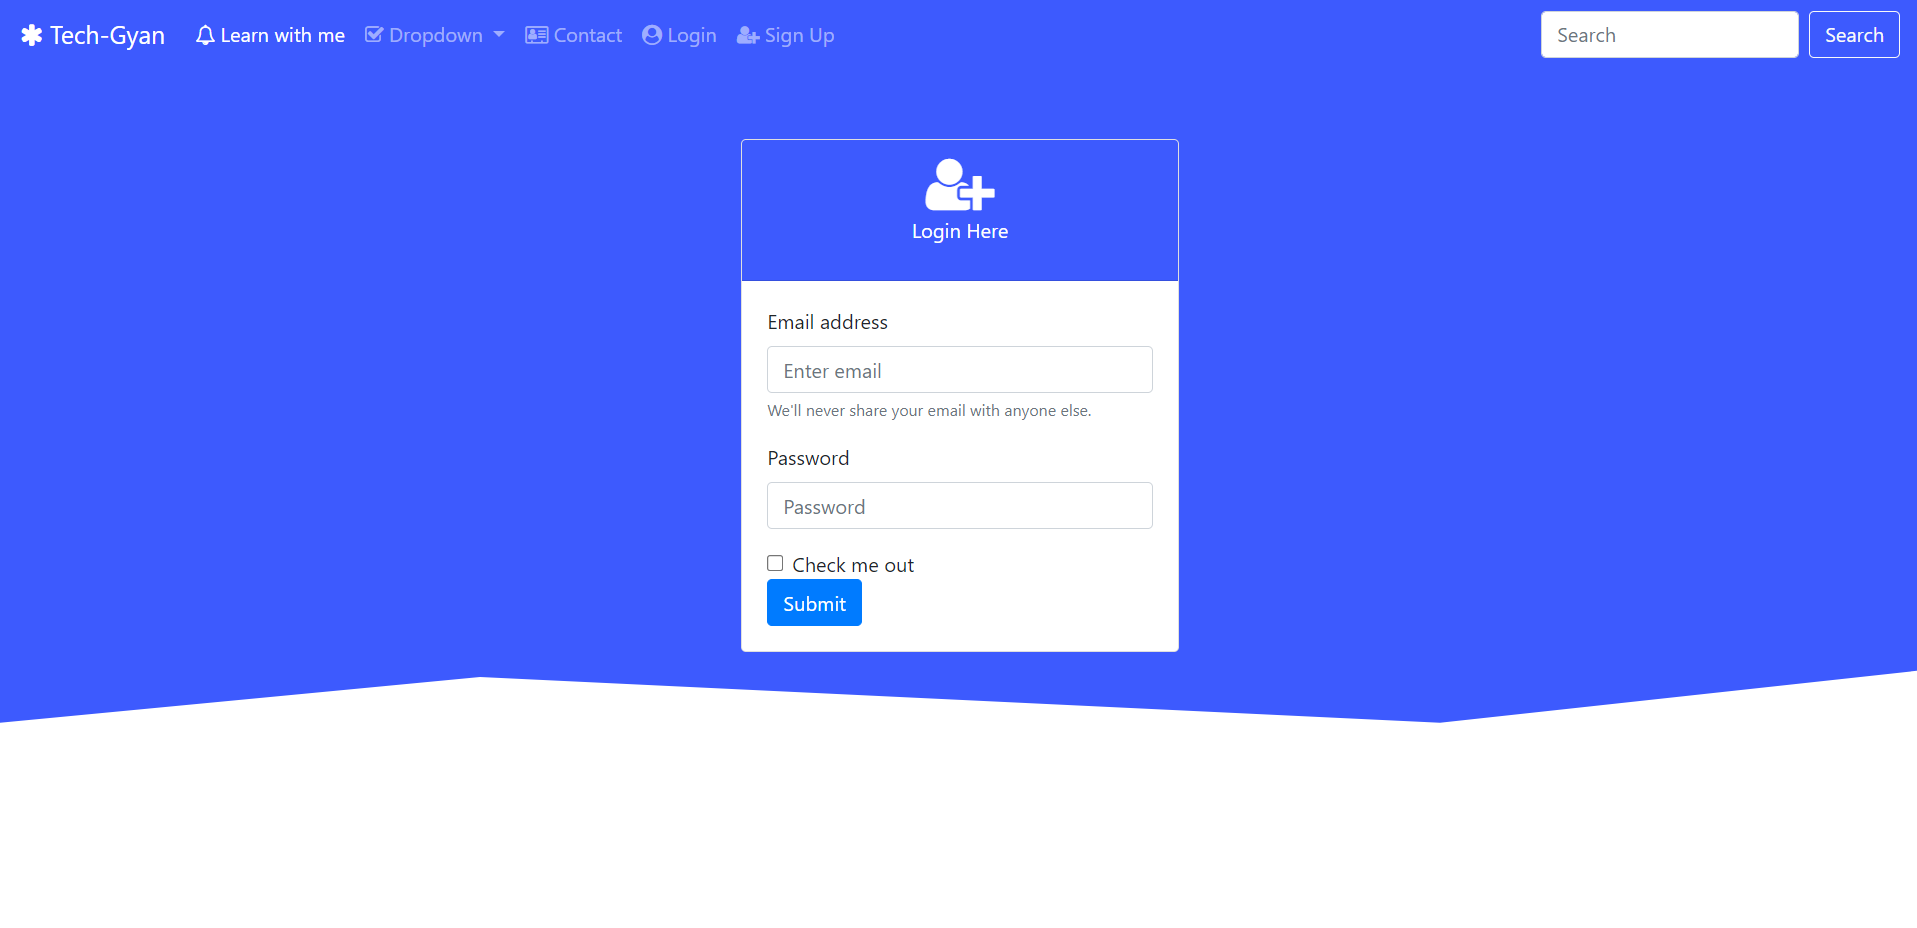 Tech-Gyan Learn with me Dropdown Contact Login Sign Up Search Search
Login Here
Email address
Enter email
We'll never share your email with anyone else.
Password
Password
Check me out
Submit